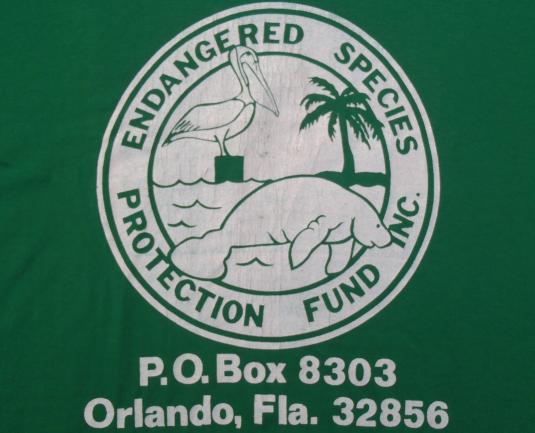 ENDANGERED SPECIES
PROTECTION FUND INC.
P.O. Box 8303
Orlando, Fla. 32856